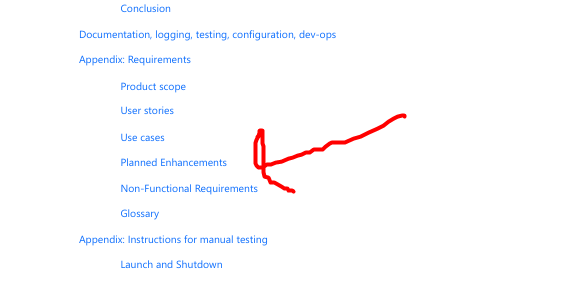 Conclusion
Documentation, logging, testing, configuration, dev-ops
Appendix: Requirements
Product scope
User stories
Use cases
Planned Enhancements
Non-Functional Requirements
Glossary
Appendix: Instructions for manual testing
Launch and Shutdown